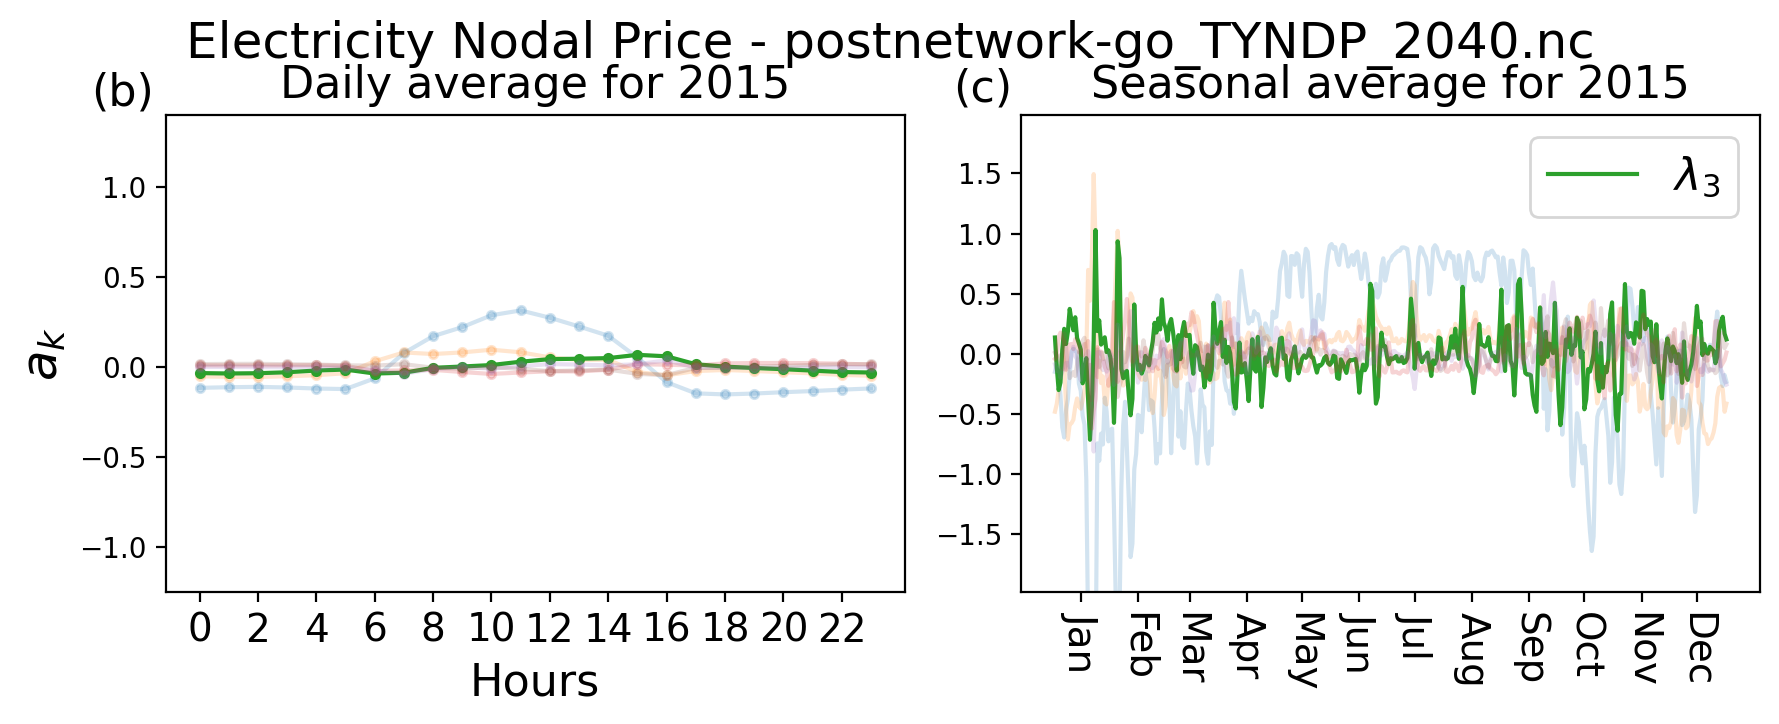 Electricity Nodal Price - postnetwork-go_TYNDP_2040.nc
(b) Daily average for 2015
1.0
0.5
0.0
−0.5
−1.0
a_k
0 2 4 6 8 10 12 14 16 18 20 22
Hours
(c) Seasonal average for 2015
λ_3
1.5
1.0
0.5
0.0
−0.5
−1.0
−1.5
Jan Feb Mar Apr May Jun Jul Aug Sep Oct Nov Dec